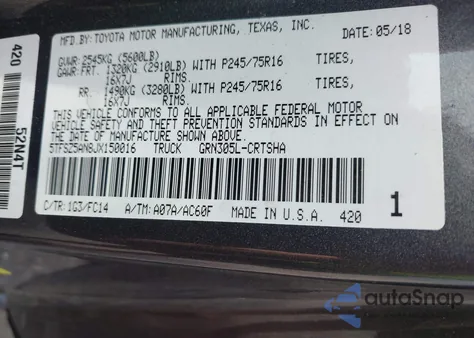 MFD.BY: TOYOTA MOTOR MANUFACTURING, TEXAS, INC. 05/18
GVWR: 2545KG (5600LB)
GAWR: FRT. 1320KG (2910LB) WITH P245/75R16 TIRES,
16X7J RIMS.
RR. 1490KG (3280LB) WITH P245/75R16 TIRES,
16X7J RIMS.
THIS VEHICLE CONFORMS TO ALL APPLICABLE FEDERAL MOTOR
VEHICLE SAFETY, BUMPER, AND THEFT PREVENTION STANDARDS
IN EFFECT ON THE DATE OF MANUFACTURE SHOWN ABOVE.
5TFSZ5AN8JX150016 TRUCK GRN305L-CRTSHA
C/TR: 1G3/FC14 A/TM: A07A/AC60F MADE IN U.S.A. 420 1
420
52N4T
autoSnap